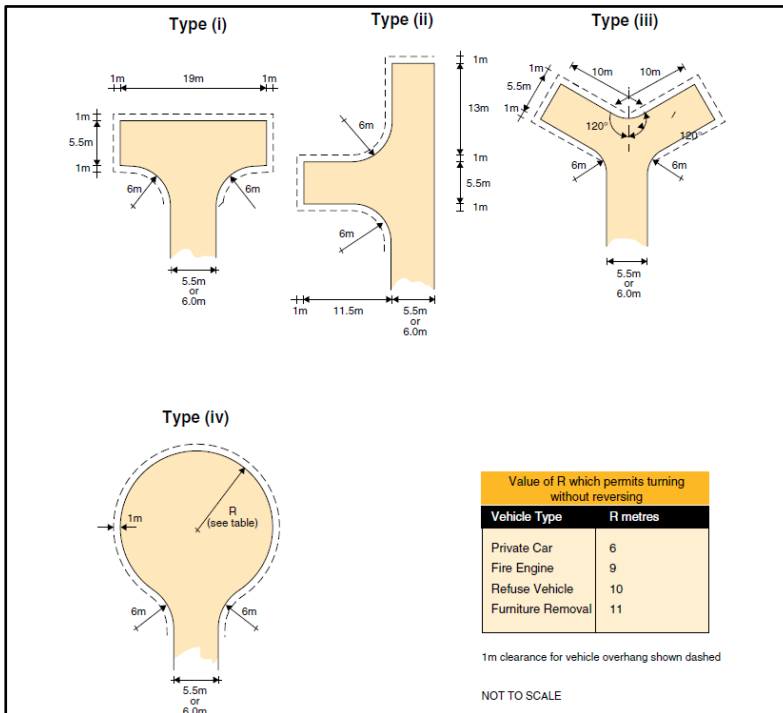 Type (i)
1m
19m
1m
1m
5.5m
1m
6m
6m
5.5m
or
6.0m
Type (ii)
1m
13m
1m
5.5m
1m
6m
6m
1m
11.5m
5.5m
or
6.0m
Type (iii)
1m
5.5m
1m
10m
10m
120°
120°
6m
6m
5.5m
or
6.0m
Type (iv)
1m
R
(see table)
6m
6m
5.5m
or
6.0m
Value of R which permits turning
without reversing
Vehicle Type R metres
Private Car 6
Fire Engine 9
Refuse Vehicle 10
Furniture Removal 11
1m clearance for vehicle overhang shown dashed
NOT TO SCALE